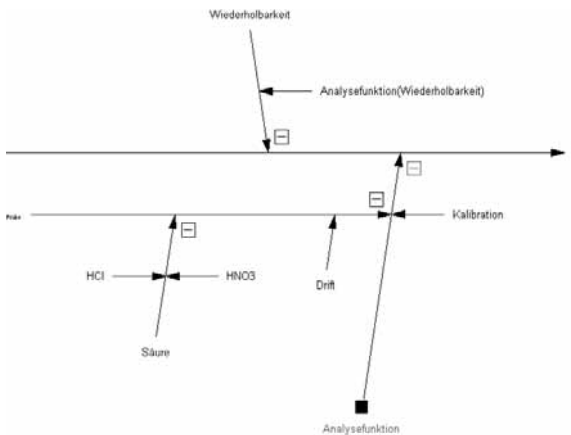 Wiederholbarkeit
Analysefunktion(Wiederholbarkeit)
Kalibration
HCl
HNO3
Drift
Säure
Analysefunktion